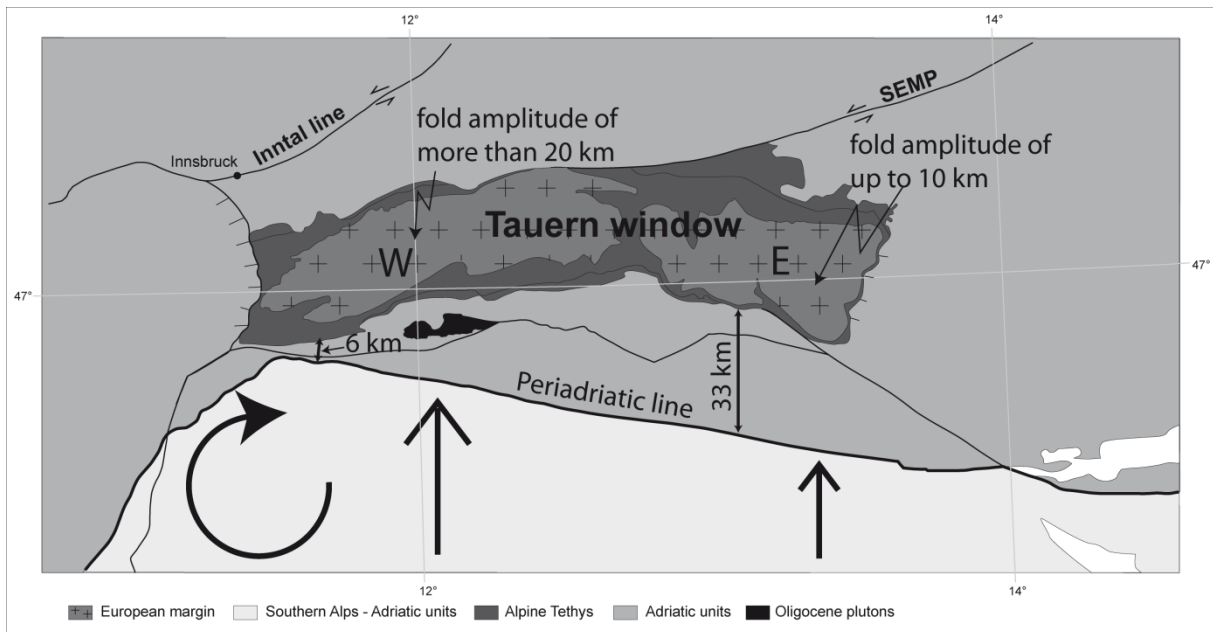 12°
14°
SEMP
Inntal line
fold amplitude of
more than 20 km
fold amplitude of
up to 10 km
Innsbruck
Tauern window
W
E
47°
47°
6 km
33 km
Periadriatic line
12°
14°
European margin
Southern Alps - Adriatic units
Alpine Tethys
Adriatic units
Oligocene plutons